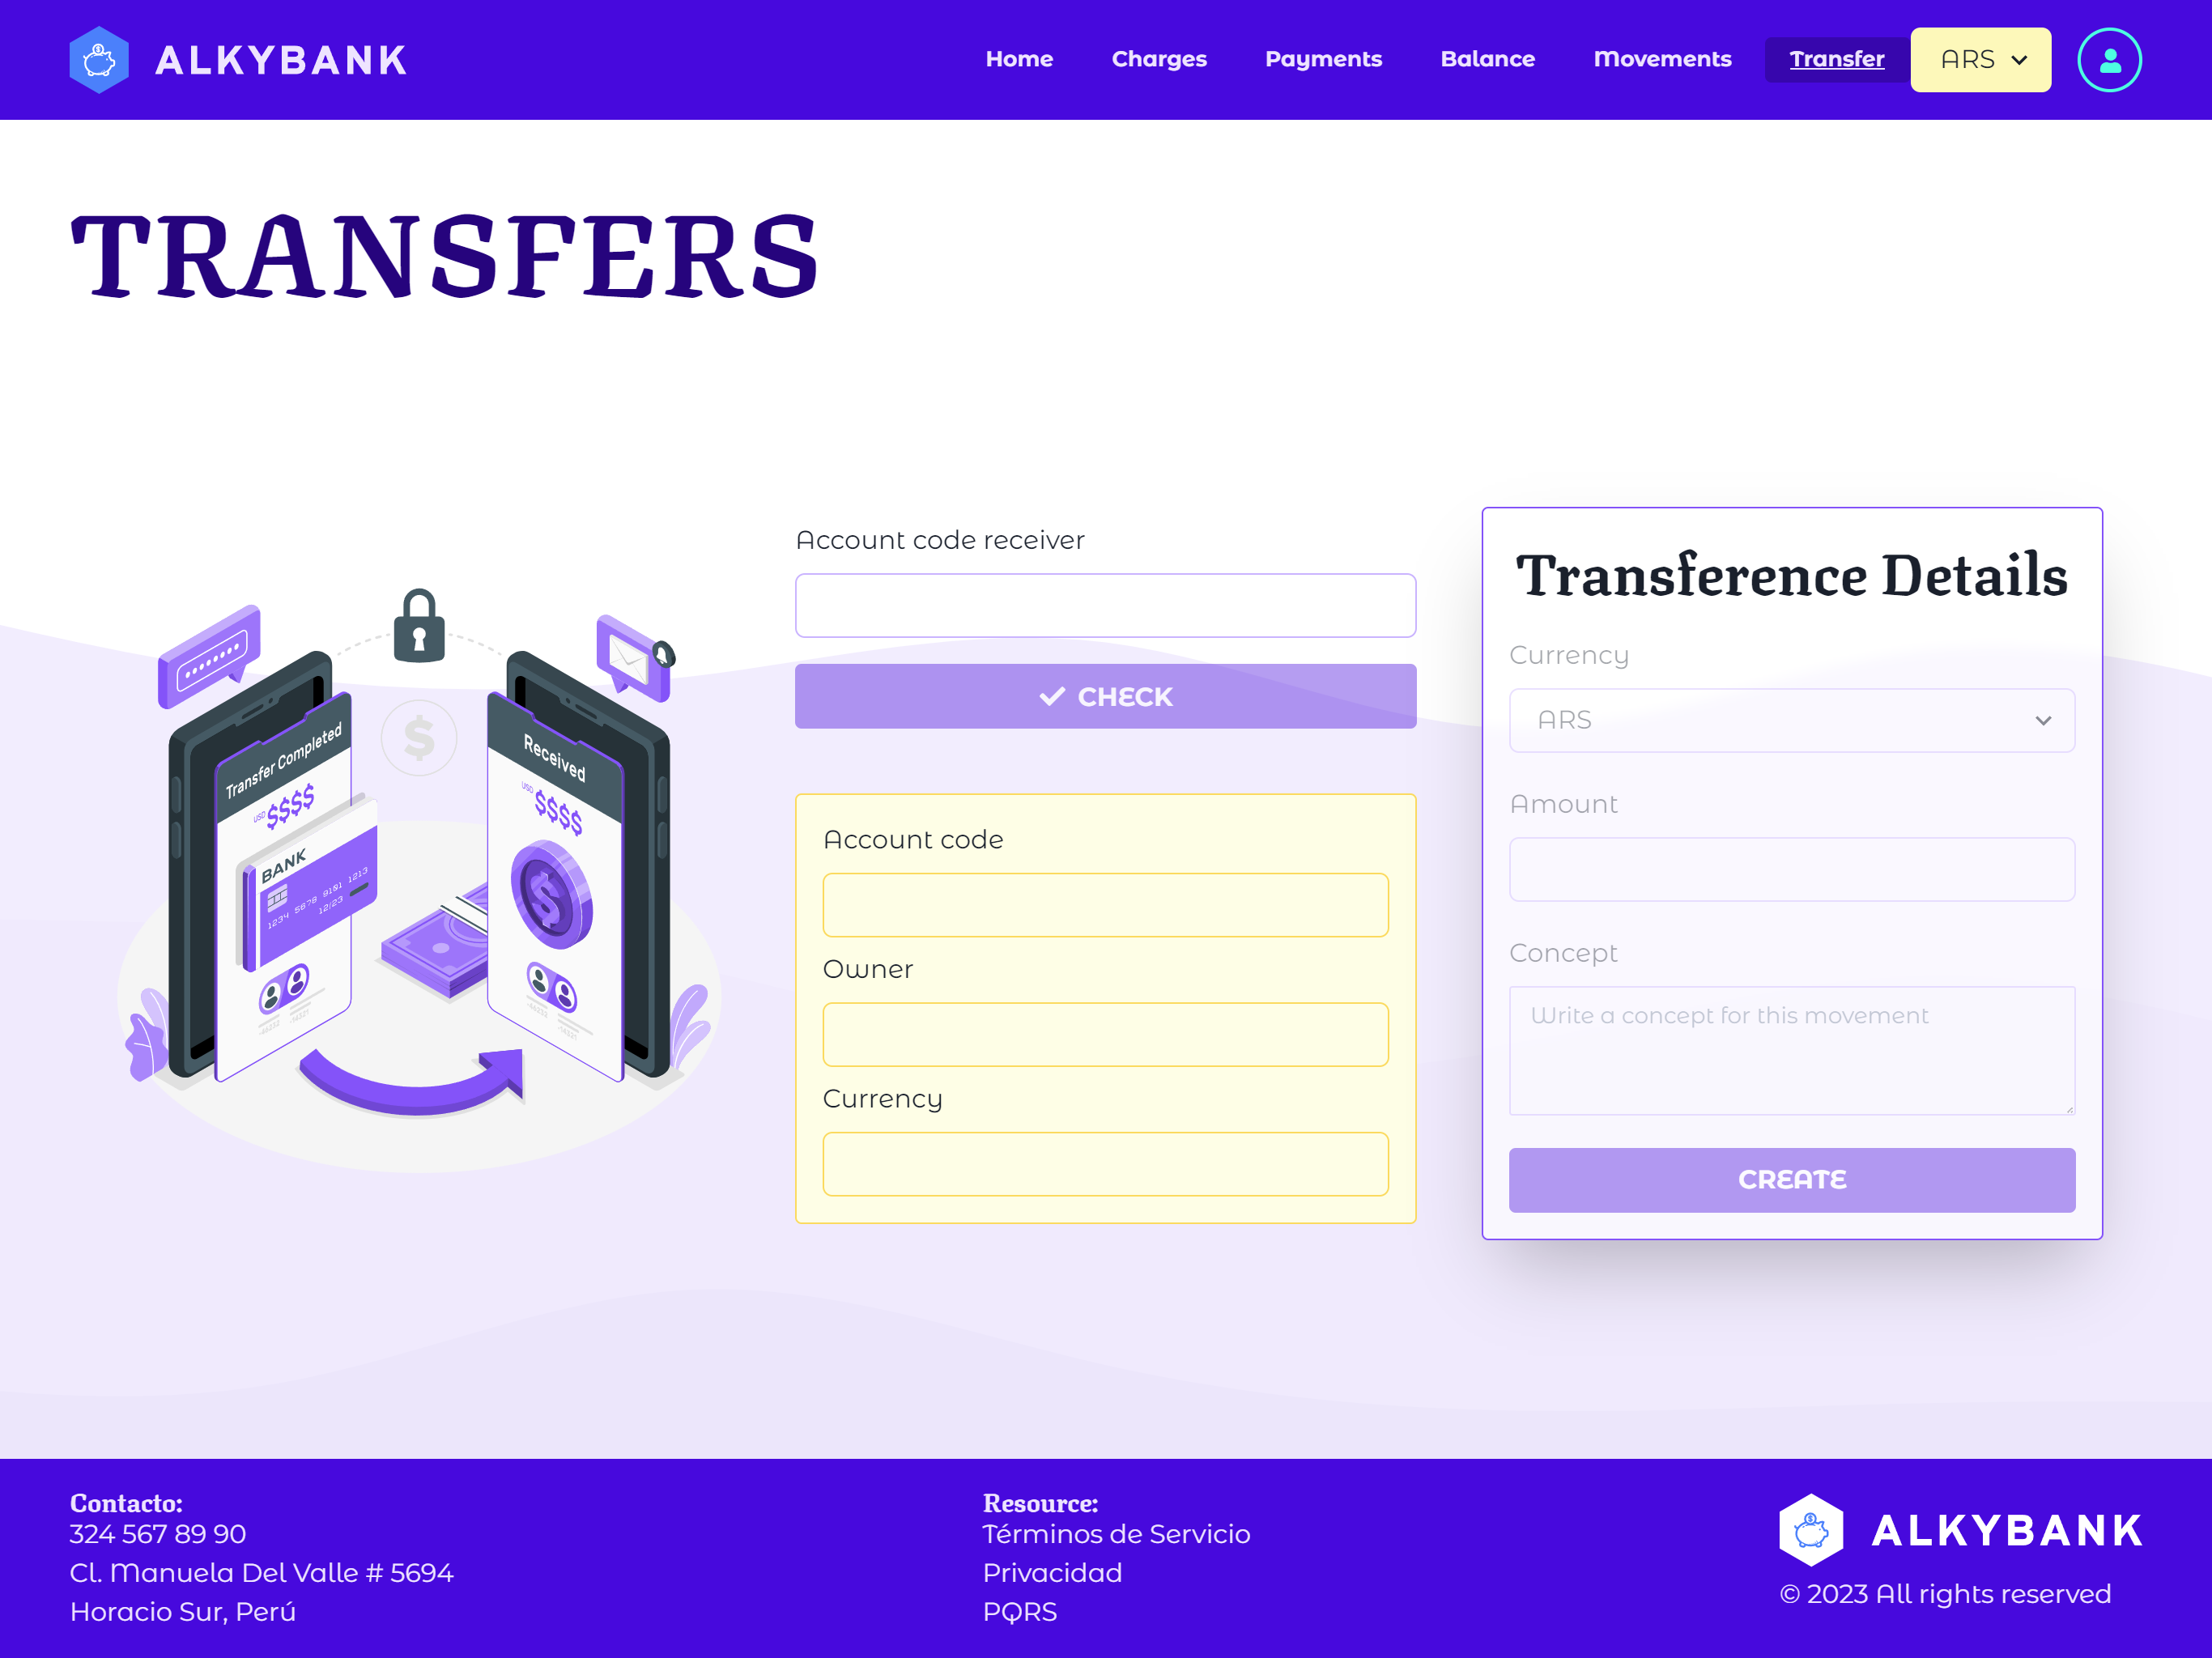 ALKYBANK
Home Charges Payments Balance Movements Transfer ARS
TRANSFERS
Transfer Completed
USD $$$$
BANK
1234 5678 9101 1213
12/23
Received
USD $$$$
Account code receiver
CHECK
Account code
Owner
Currency
Transference Details
Currency
ARS
Amount
Concept
Write a concept for this movement
CREATE
Contacto:
324 567 89 90
Cl. Manuela Del Valle # 5694
Horacio Sur, Perú
Resource:
Términos de Servicio
Privacidad
PQRS
ALKYBANK
© 2023 All rights reserved